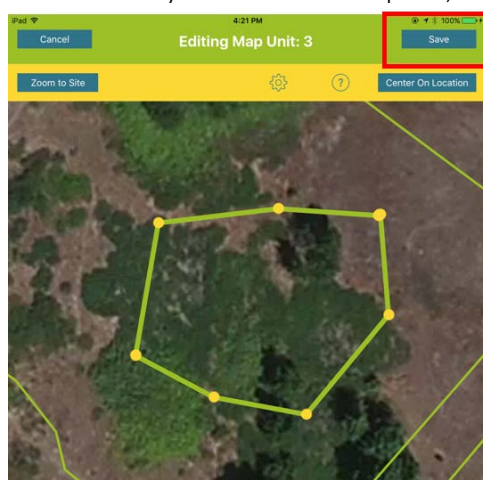 iPad 4:21 PM 100%
Cancel Editing Map Unit: 3 Save
Zoom to Site ? Center On Location